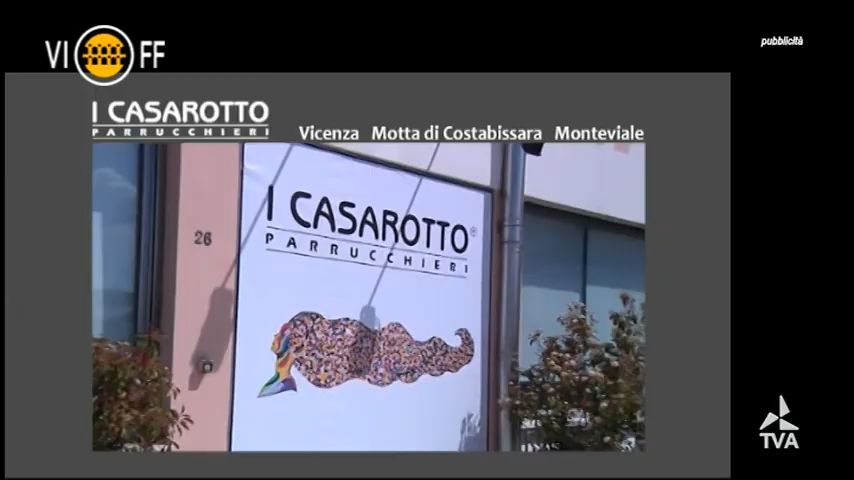 VI FF
pubblicità
I CASAROTTO
PARRUCCHIERI
Vicenza Motta di Costabissara Monteviale
I CASAROTTO®
PARRUCCHIERI
26
TVA